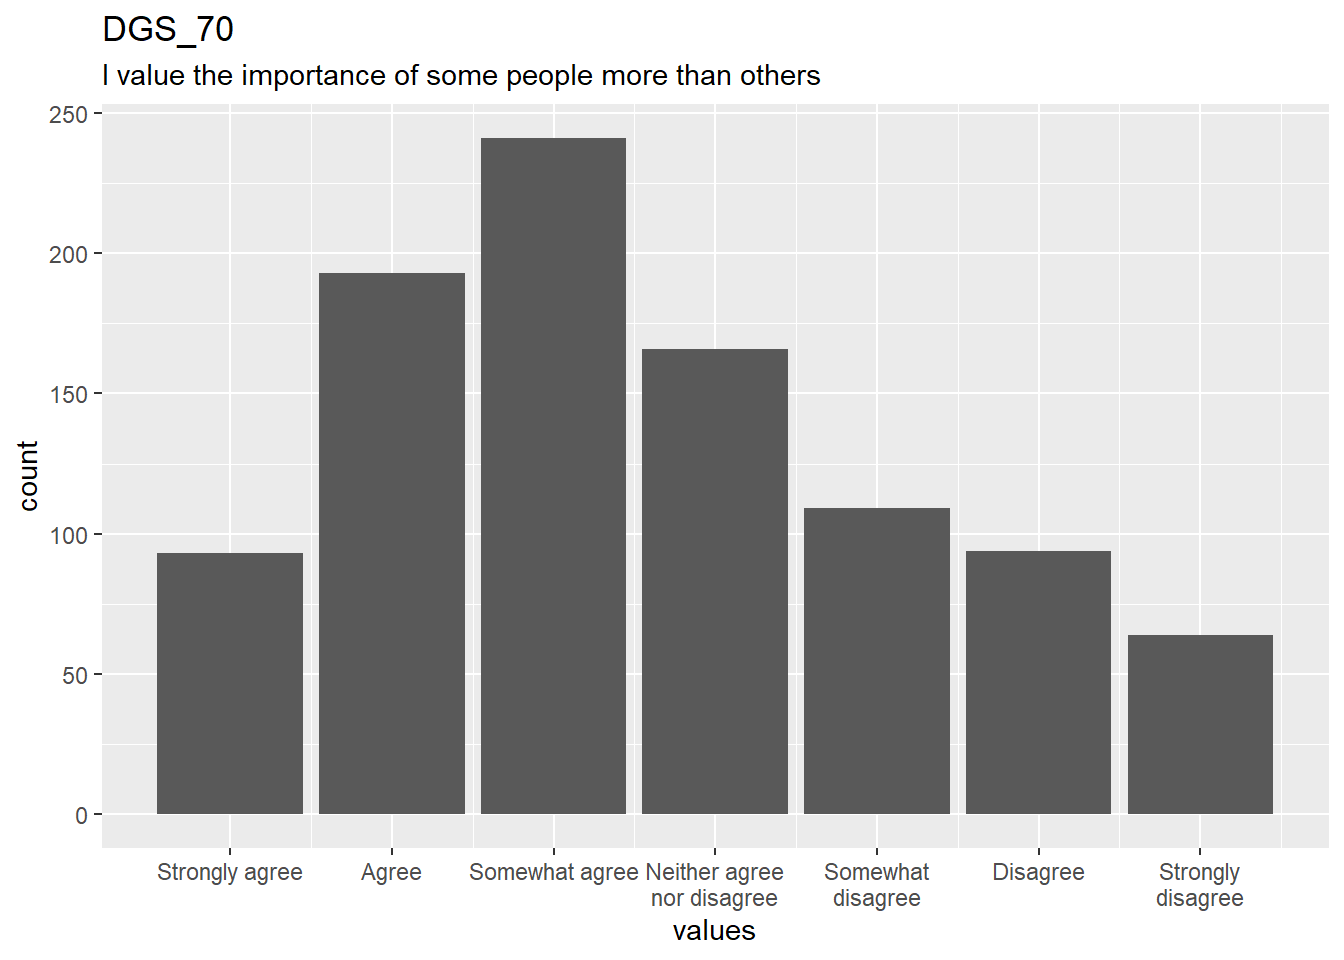 DGS_70
I value the importance of some people more than others
250
200
150
100
50
0
count
Strongly agree
Agree
Somewhat agree
Neither agree
nor disagree
Somewhat
disagree
Disagree
Strongly
disagree
values